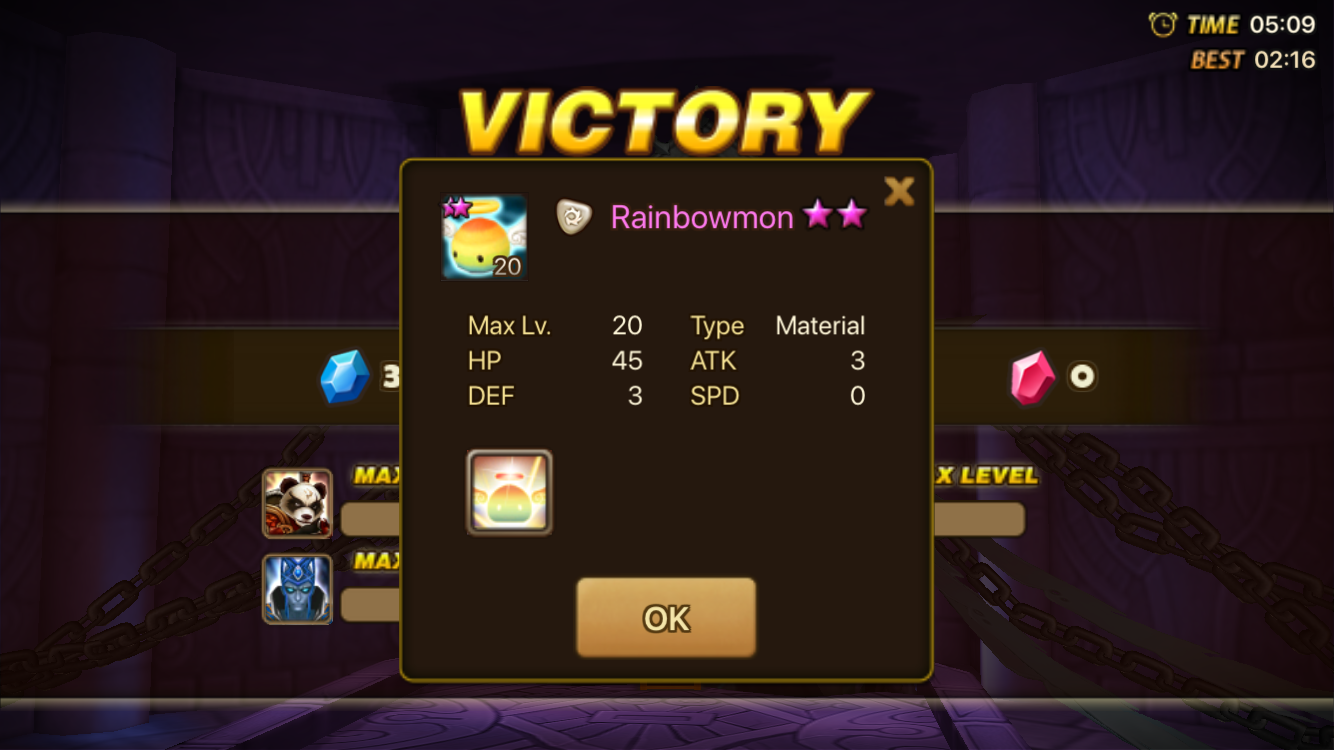 TIME 05:09
BEST 02:16
VICTORY
20
Rainbowmon
Max Lv. 20 Type Material
HP 45 ATK 3
DEF 3 SPD 0
3
0
MAX
X LEVEL
MAX
OK